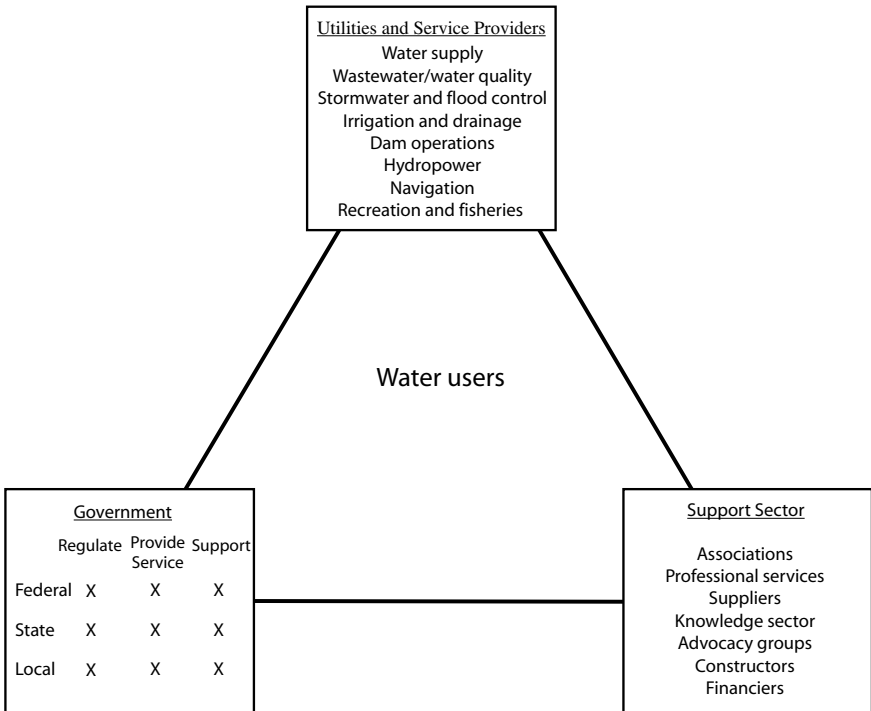 Utilities and Service Providers
Water supply
Wastewater/water quality
Stormwater and flood control
Irrigation and drainage
Dam operations
Hydropower
Navigation
Recreation and fisheries
Water users
Government
Regulate Provide Support
Service
Federal X X X
State X X X
Local X X X
Support Sector
Associations
Professional services
Suppliers
Knowledge sector
Advocacy groups
Constructors
Financiers